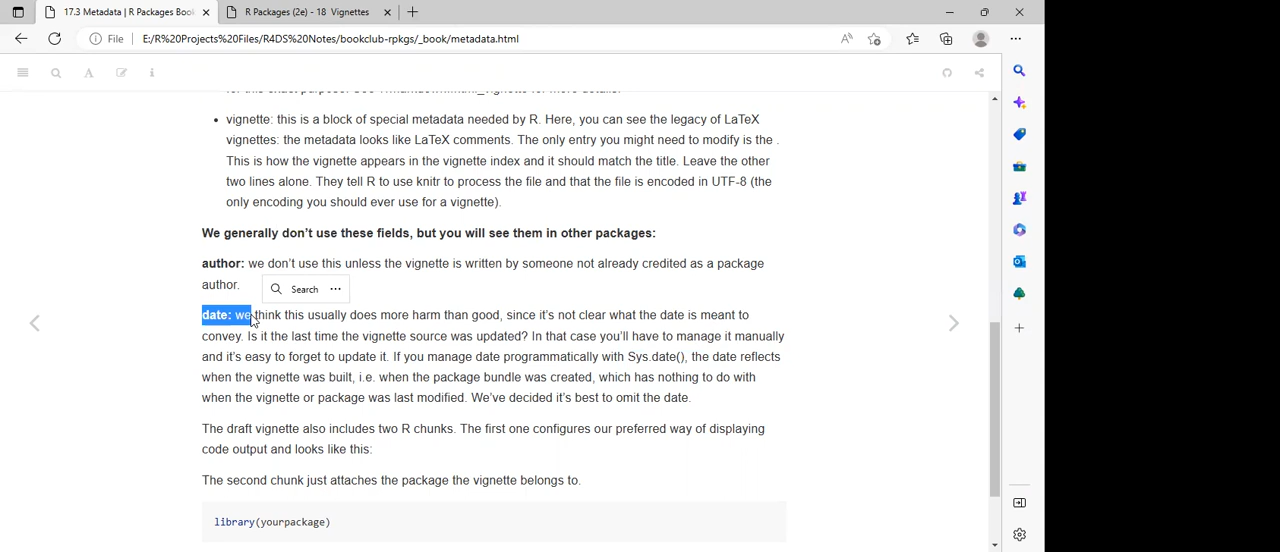 17.3 Metadata | R Packages Book
R Packages (2e) - 18 Vignettes
File
E:/R%20Projects%20Files/R4DS%20Notes/bookclub-rpkgs/_book/metadata.html
• vignette: this is a block of special metadata needed by R. Here, you can see the legacy of LaTeX
vignettes: the metadata looks like LaTeX comments. The only entry you might need to modify is the .
This is how the vignette appears in the vignette index and it should match the title. Leave the other
two lines alone. They tell R to use knitr to process the file and that the file is encoded in UTF-8 (the
only encoding you should ever use for a vignette).
We generally don't use these fields, but you will see them in other packages:
author: we don't use this unless the vignette is written by someone not already credited as a package
author.
Search
date: we think this usually does more harm than good, since it's not clear what the date is meant to
convey. Is it the last time the vignette source was updated? In that case you'll have to manage it manually
and it's easy to forget to update it. If you manage date programmatically with Sys.date(), the date reflects
when the vignette was built, i.e. when the package bundle was created, which has nothing to do with
when the vignette or package was last modified. We've decided it's best to omit the date.
The draft vignette also includes two R chunks. The first one configures our preferred way of displaying
code output and looks like this:
The second chunk just attaches the package the vignette belongs to.
library(yourpackage)